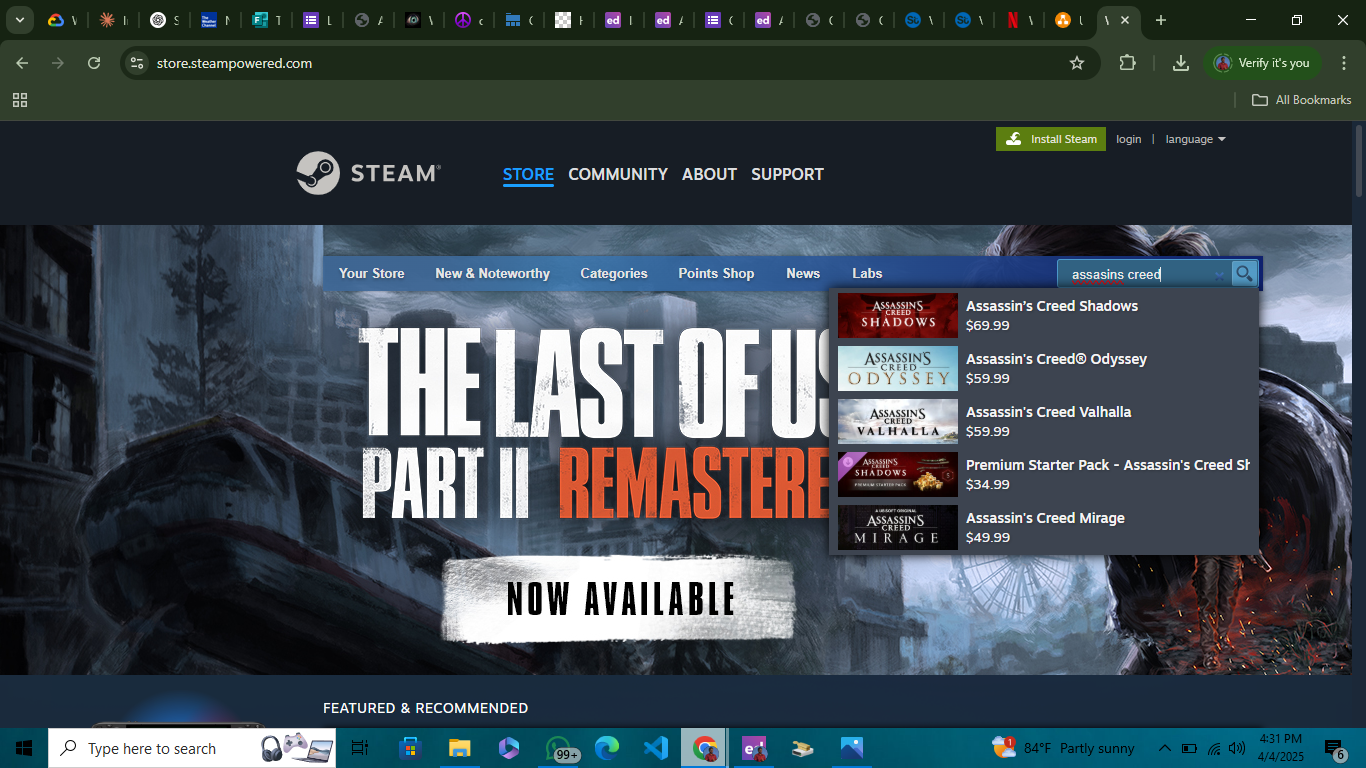 store.steampowered.com
Verify it's you
All Bookmarks
Install Steam
login
|
language
STEAM®
STORE
COMMUNITY
ABOUT
SUPPORT
Your Store
New & Noteworthy
Categories
Points Shop
News
Labs
assasins creed
ASSASSIN'S CREED SHADOWS
Assassin's Creed Shadows
$69.99
ASSASSIN'S CREED ODYSSEY
Assassin's Creed® Odyssey
$59.99
ASSASSIN'S CREED VALHALLA
Assassin's Creed Valhalla
$59.99
ASSASSIN'S CREED SHADOWS
PREMIUM STARTER PACK
Premium Starter Pack - Assassin's Creed Sh
$34.99
A UBISOFT ORIGINAL
ASSASSIN'S CREED MIRAGE
Assassin's Creed Mirage
$49.99
THE LAST OF US
PART II REMASTERE
NOW AVAILABLE
FEATURED & RECOMMENDED
Type here to search
99+
84°F Partly sunny
4:31 PM
4/4/2025
6